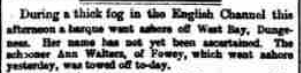 During a thick fog in the English Channel this
afternoon a barque went ashore off West Bay, Dunge-
ness. Her name has not yet been ascertained. The
schooner Ann Walters, of Fowey, which went ashore
yesterday, was towed off to-day.